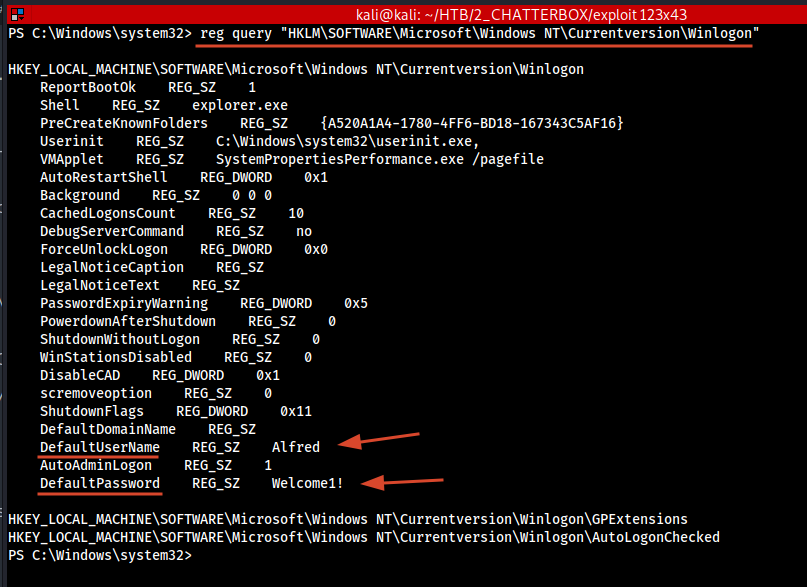 kali@kali: ~/HTB/2_CHATTERBOX/exploit 123x43
PS C:\Windows\system32> reg query "HKLM\SOFTWARE\Microsoft\Windows NT\Currentversion\Winlogon"
HKEY_LOCAL_MACHINE\SOFTWARE\Microsoft\Windows NT\Currentversion\Winlogon
ReportBootOk    REG_SZ    1
Shell    REG_SZ    explorer.exe
PreCreateKnownFolders    REG_SZ    {A520A1A4-1780-4FF6-BD18-167343C5AF16}
Userinit    REG_SZ    C:\Windows\system32\userinit.exe,
VMApplet    REG_SZ    SystemPropertiesPerformance.exe /pagefile
AutoRestartShell    REG_DWORD    0x1
Background    REG_SZ    0 0 0
CachedLogonsCount    REG_SZ    10
DebugServerCommand    REG_SZ    no
ForceUnlockLogon    REG_DWORD    0x0
LegalNoticeCaption    REG_SZ
LegalNoticeText    REG_SZ
PasswordExpiryWarning    REG_DWORD    0x5
PowerdownAfterShutdown    REG_SZ    0
ShutdownWithoutLogon    REG_SZ    0
WinStationsDisabled    REG_SZ    0
DisableCAD    REG_DWORD    0x1
scremoveoption    REG_SZ    0
ShutdownFlags    REG_DWORD    0x11
DefaultDomainName    REG_SZ
DefaultUserName    REG_SZ    Alfred
AutoAdminLogon    REG_SZ    1
DefaultPassword    REG_SZ    Welcome1!
HKEY_LOCAL_MACHINE\SOFTWARE\Microsoft\Windows NT\Currentversion\Winlogon\GPExtensions
HKEY_LOCAL_MACHINE\SOFTWARE\Microsoft\Windows NT\Currentversion\Winlogon\AutoLogonChecked
PS C:\Windows\system32>